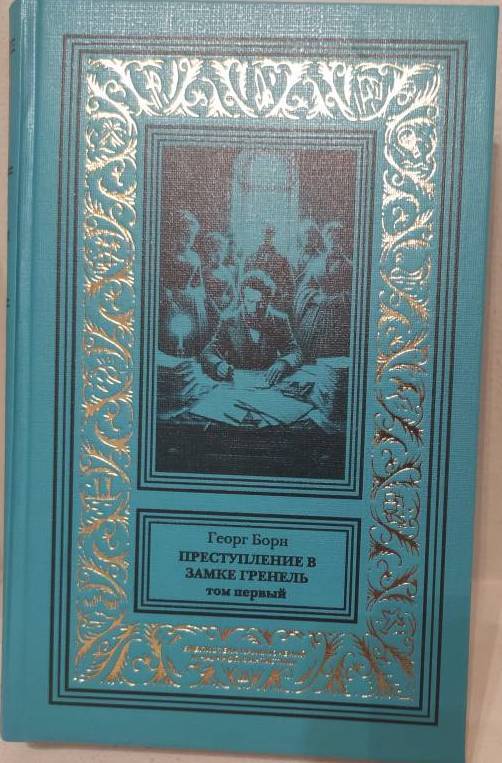 Георг Борн
ПРЕСТУПЛЕНИЕ В
ЗАМКЕ ГРЕНЕЛЬ
том первый